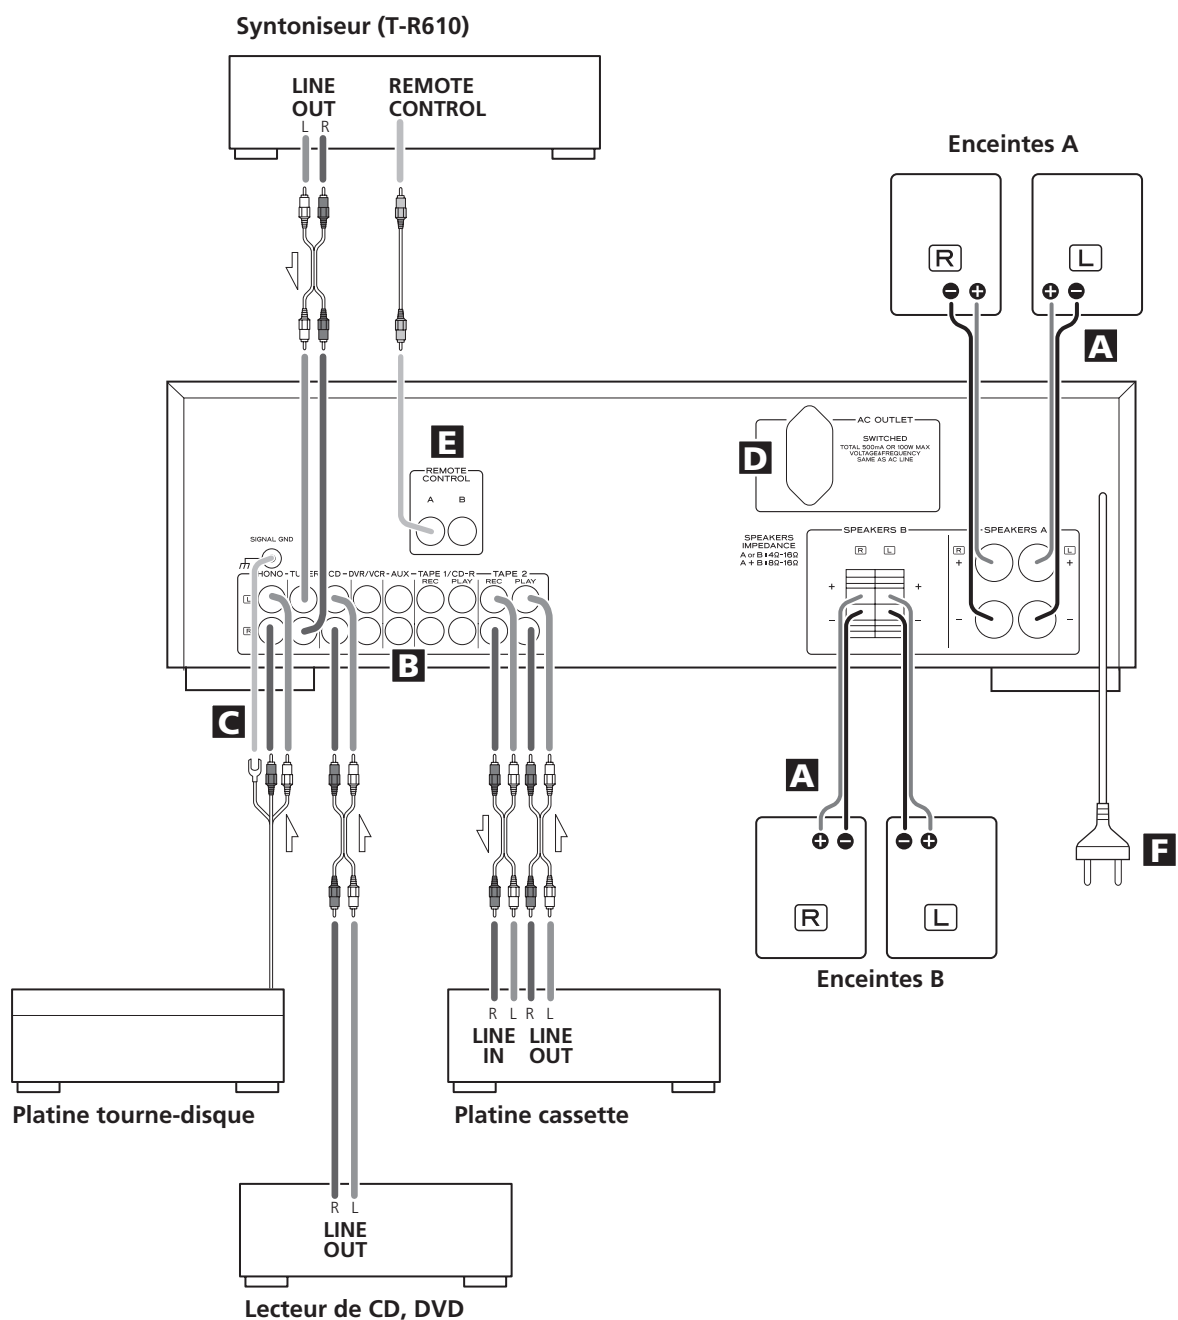 Syntoniseur (T-R610)
LINE
OUT
L R
REMOTE
CONTROL
Enceintes A
R
L
A
E
REMOTE
CONTROL
A B
D
AC OUTLET
SWITCHED
TOTAL 500mA OR 100W MAX
VOLTAGE&FREQUENCY
SAME AS AC LINE
SPEAKERS
IMPEDANCE
A or B : 4Ω-16Ω
A + B : 8Ω-16Ω
SPEAKERS B
R L
+ +
− −
SPEAKERS A
R L
+ +
− −
SIGNAL GND
PHONO TUNER CD DVR/VCR AUX TAPE 1/CD-R TAPE 2
REC PLAY REC PLAY
L
R
B
C
A
F
R
L
Enceintes B
R L R L
LINE LINE
IN OUT
Platine tourne-disque
Platine cassette
R L
LINE
OUT
Lecteur de CD, DVD